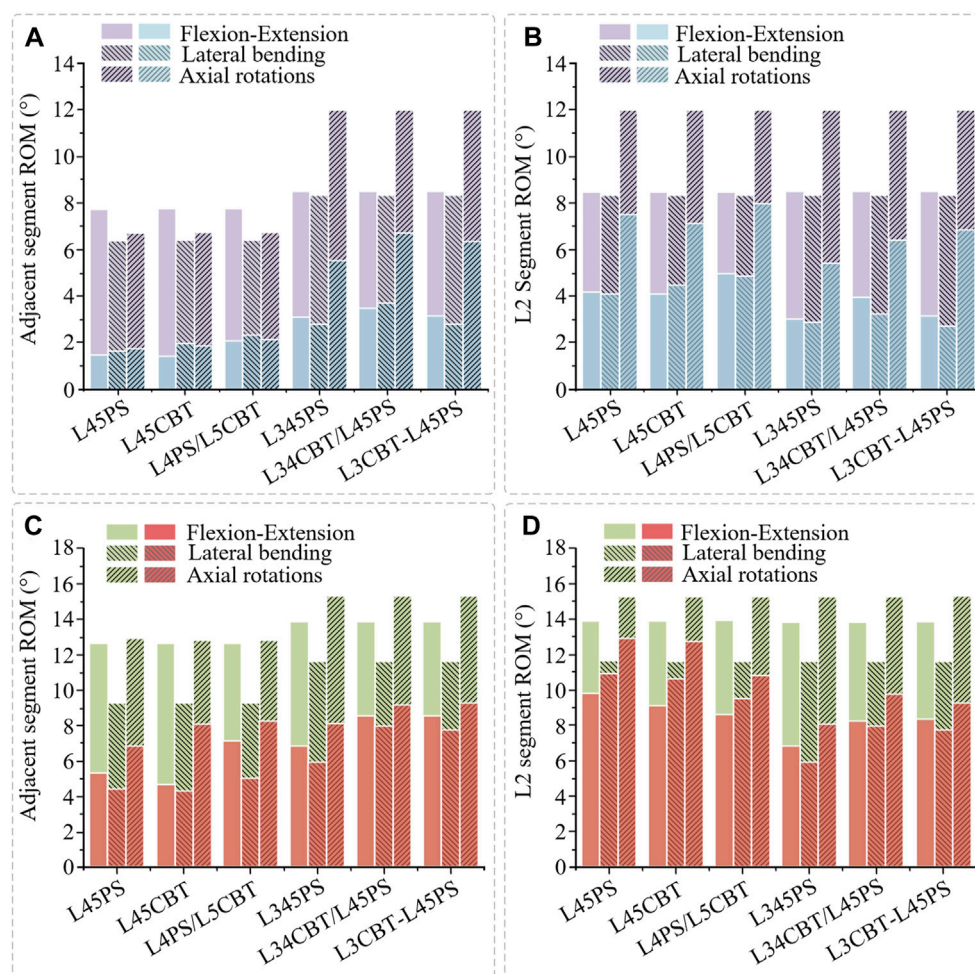 A
Flexion-Extension
Lateral bending
Axial rotations
Adjacent segment ROM (°)
14
12
10
8
6
4
2
0
L45PS
L45CBT
L4PS/L5CBT
L345PS
L34CBT/L45PS
L3CBT-L45PS
B
Flexion-Extension
Lateral bending
Axial rotations
L2 Segment ROM (°)
14
12
10
8
6
4
2
0
L45PS
L45CBT
L4PS/L5CBT
L345PS
L34CBT/L45PS
L3CBT-L45PS
C
Flexion-Extension
Lateral bending
Axial rotations
Adjacent segment ROM (°)
18
16
14
12
10
8
6
4
2
0
L45PS
L45CBT
L4PS/L5CBT
L345PS
L34CBT/L45PS
L3CBT-L45PS
D
Flexion-Extension
Lateral bending
Axial rotations
L2 segment ROM (°)
18
16
14
12
10
8
6
4
2
0
L45PS
L45CBT
L4PS/L5CBT
L345PS
L34CBT/L45PS
L3CBT-L45PS